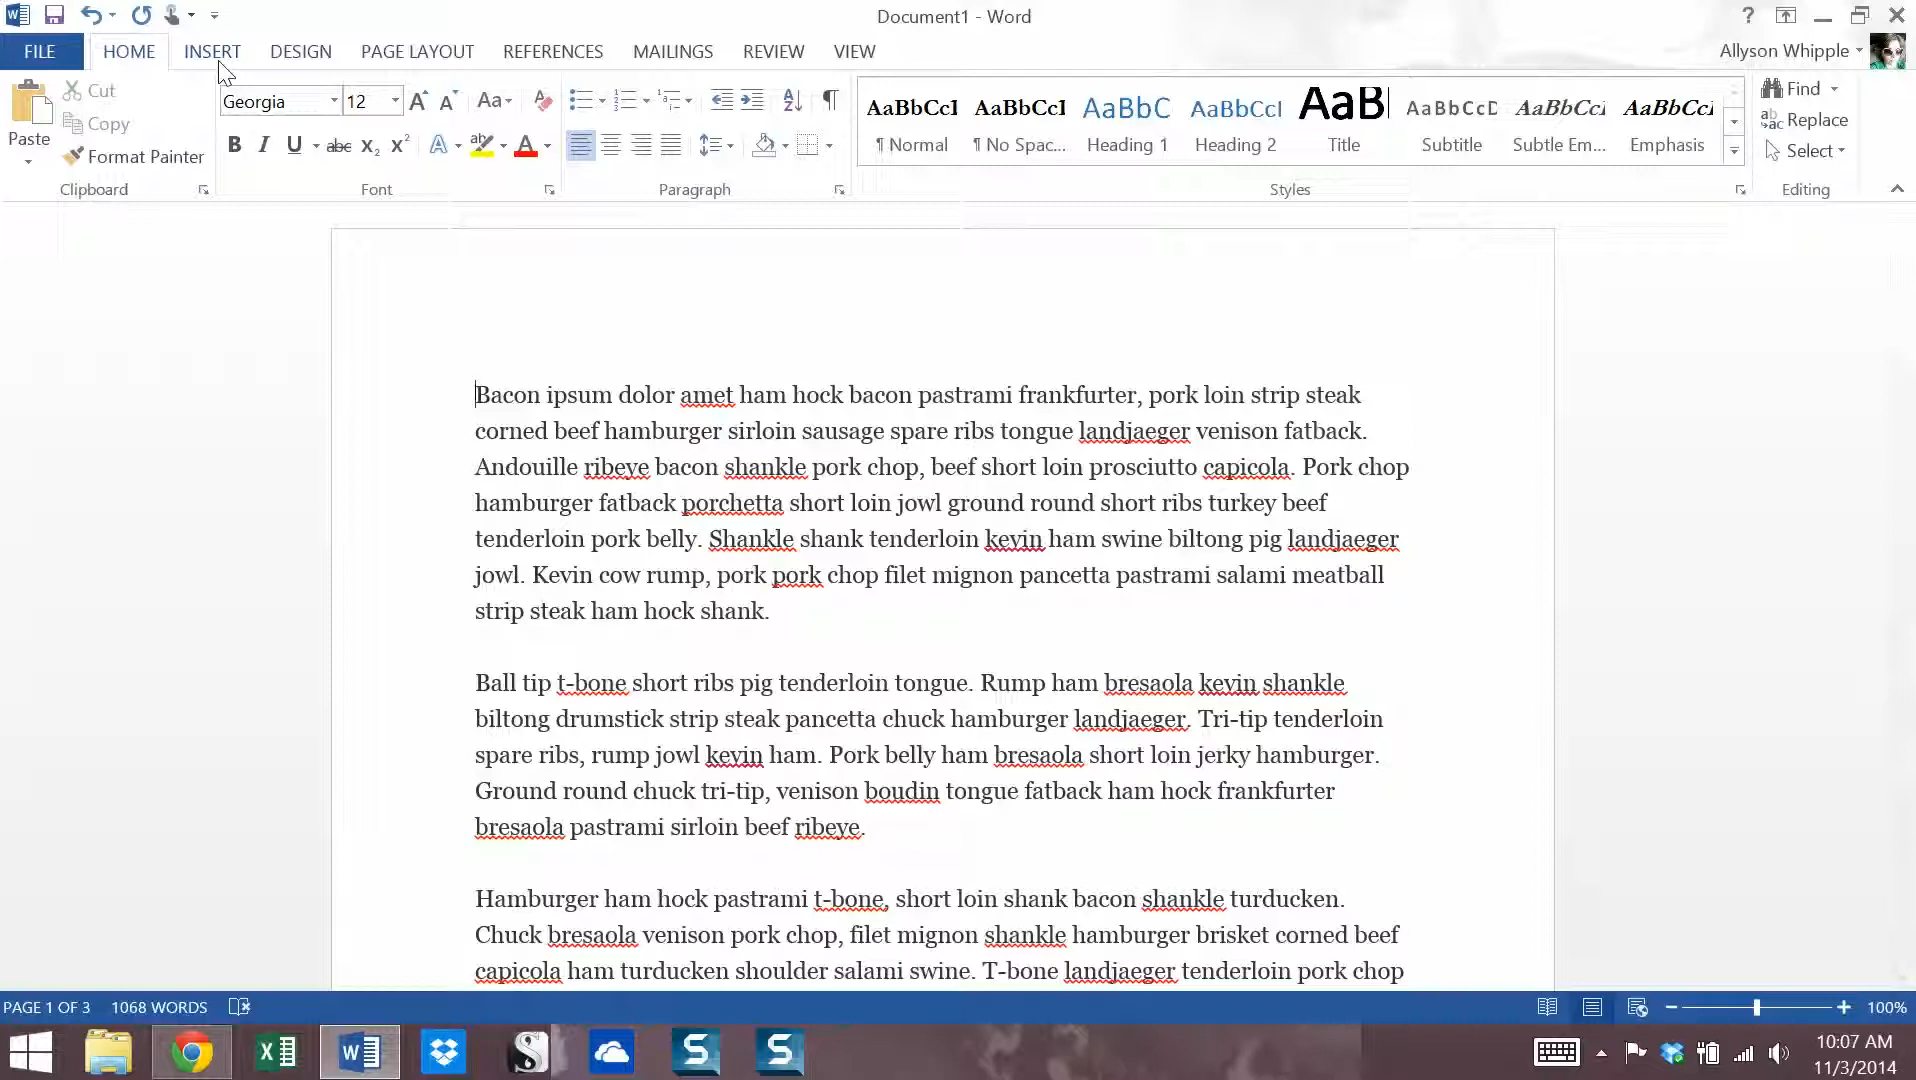 Document1 - Word
FILE HOME INSERT DESIGN PAGE LAYOUT REFERENCES MAILINGS REVIEW VIEW
Allyson Whipple
Paste
Cut
Copy
Format Painter
Clipboard
Georgia 12
Font
Paragraph
AaBbCcI AaBbCcI AaBbC AaBbCcI AaB AaBbCcD AaBbCcI AaBbCcI
¶ Normal ¶ No Spac... Heading 1 Heading 2 Title Subtitle Subtle Em... Emphasis
Styles
Find
Replace
Select
Editing
Bacon ipsum dolor amet ham hock bacon pastrami frankfurter, pork loin strip steak
corned beef hamburger sirloin sausage spare ribs tongue landjaeger venison fatback.
Andouille ribeye bacon shankle pork chop, beef short loin prosciutto capicola. Pork chop
hamburger fatback porchetta short loin jowl ground round short ribs turkey beef
tenderloin pork belly. Shankle shank tenderloin kevin ham swine biltong pig landjaeger
jowl. Kevin cow rump, pork pork chop filet mignon pancetta pastrami salami meatball
strip steak ham hock shank.
Ball tip t-bone short ribs pig tenderloin tongue. Rump ham bresaola kevin shankle
biltong drumstick strip steak pancetta chuck hamburger landjaeger. Tri-tip tenderloin
spare ribs, rump jowl kevin ham. Pork belly ham bresaola short loin jerky hamburger.
Ground round chuck tri-tip, venison boudin tongue fatback ham hock frankfurter
bresaola pastrami sirloin beef ribeye.
Hamburger ham hock pastrami t-bone, short loin shank bacon shankle turducken.
Chuck bresaola venison pork chop, filet mignon shankle hamburger brisket corned beef
capicola ham turducken shoulder salami swine. T-bone landjaeger tenderloin pork chop
PAGE 1 OF 3 1068 WORDS 100%
10:07 AM
11/3/2014